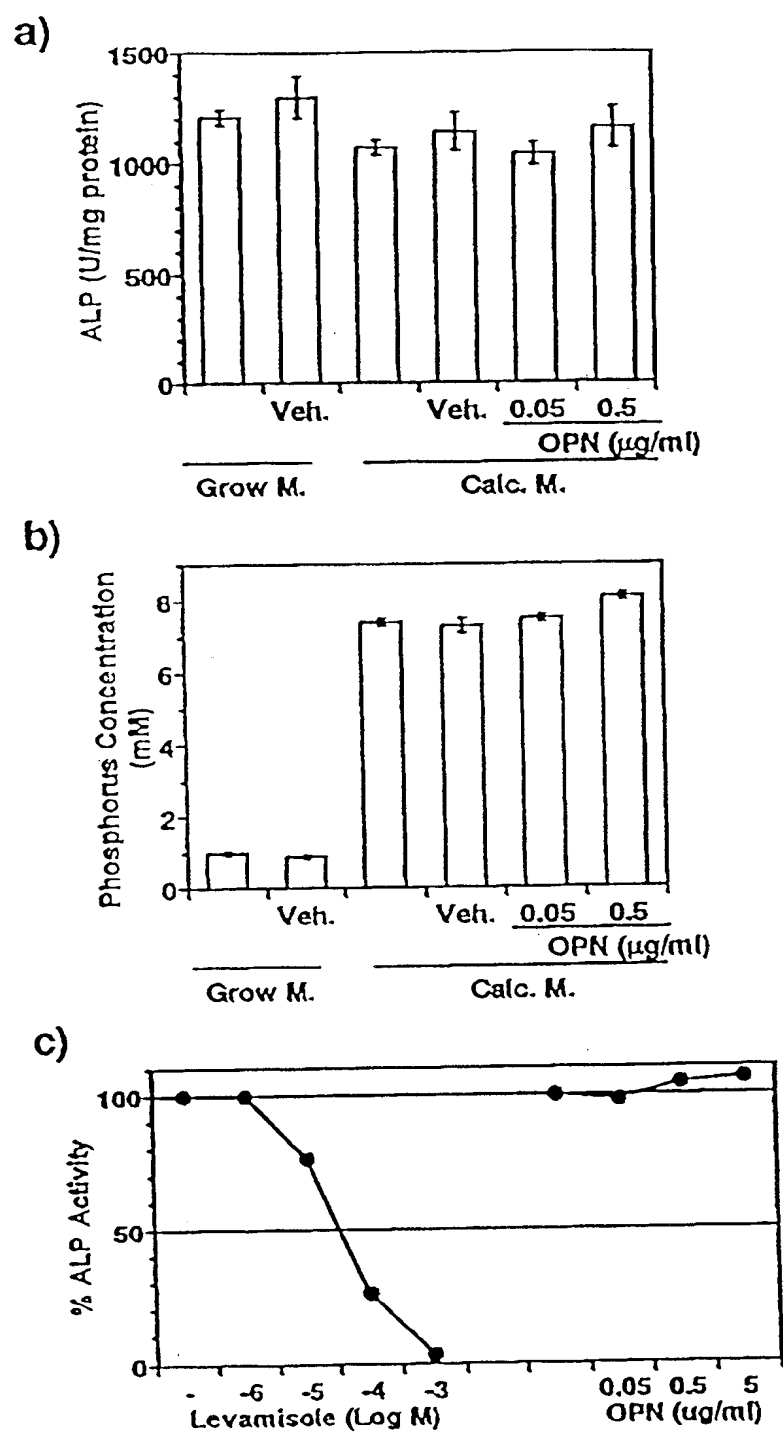 a)
1500
1000
500
0
ALP (U/mg protein)
Veh. Veh. 0.05 0.5
OPN (µg/ml)
Grow M. Calc. M.
b)
8
6
4
2
0
Phosphorus Concentration
(mM)
Veh. Veh. 0.05 0.5
OPN (µg/ml)
Grow M. Calc. M.
c)
100
50
0
% ALP Activity
- -6 -5 -4 -3 0.05 0.5 5
Levamisole (Log M) OPN (ug/ml)